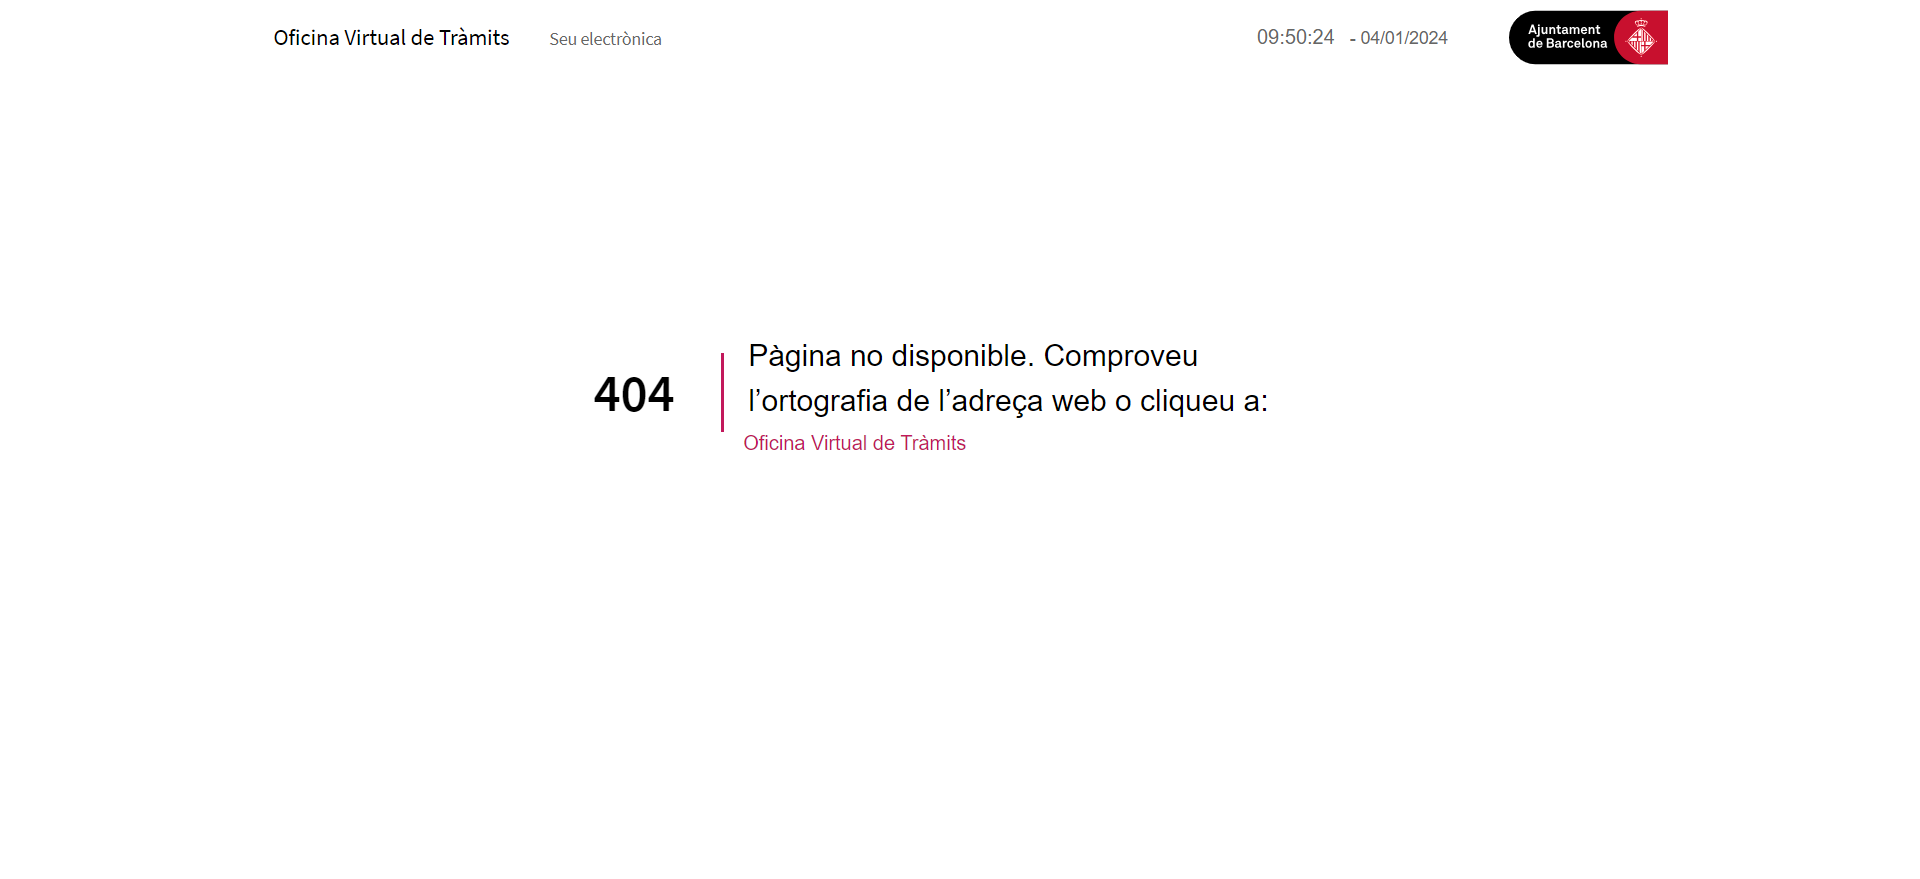 Oficina Virtual de Tràmits
Seu electrònica
09:50:24 - 04/01/2024
Ajuntament
de Barcelona
404
Pàgina no disponible. Comproveu
l’ortografia de l’adreça web o cliqueu a:
Oficina Virtual de Tràmits